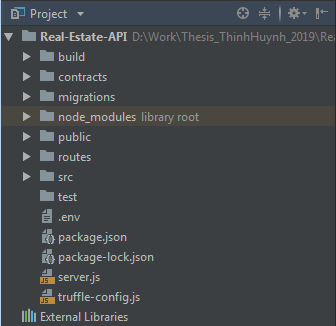 Project
Real-Estate-API D:\Work\Thesis_ThinhHuynh_2019\Rea
build
contracts
migrations
node_modules library root
public
routes
src
test
.env
package.json
package-lock.json
server.js
truffle-config.js
External Libraries